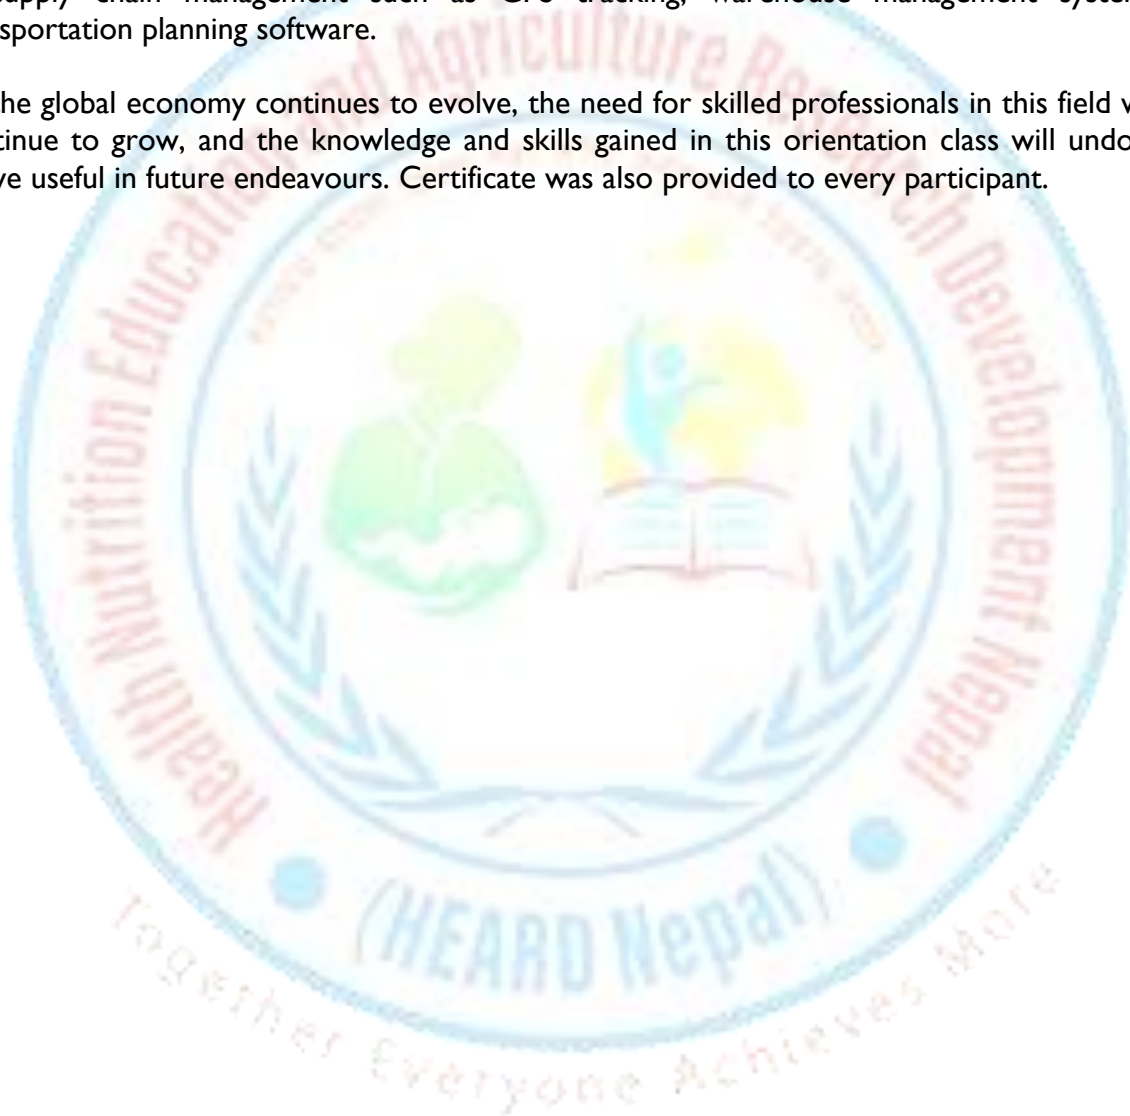 supply chain management such as GPS tracking, warehouse management system
sportation planning software.
he global economy continues to evolve, the need for skilled professionals in this field
tinue to grow, and the knowledge and skills gained in this orientation class will undo
ve useful in future endeavours. Certificate was also provided to every participant.
Health Nutrition Education and Agriculture Research Development Nepal
(HEARD Nepal)
Together Everyone Achieves More